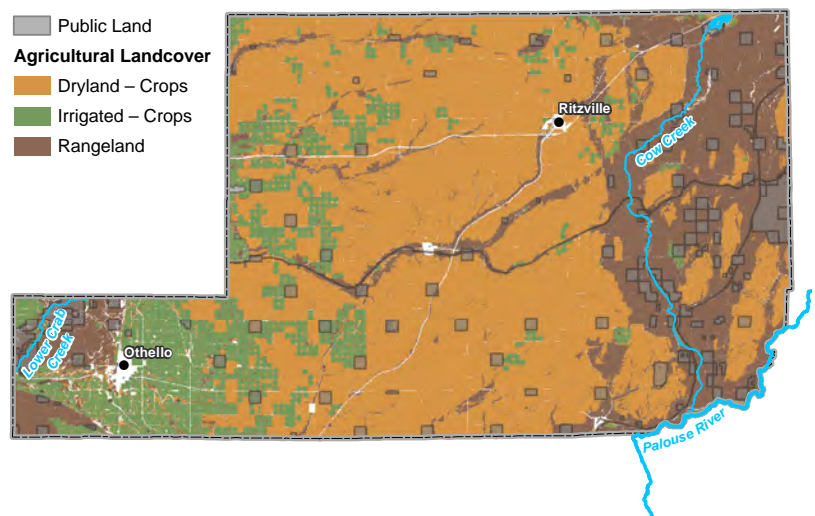 Public Land
Agricultural Landcover
Dryland – Crops
Irrigated – Crops
Rangeland
Ritzville
Cow Creek
Othello
Lower Crab
Creek
Palouse River